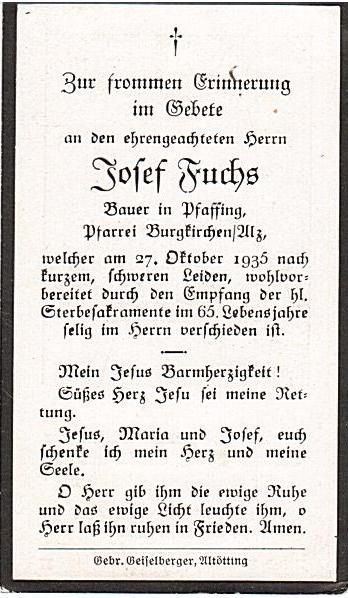 Zur frommen Erinnerung
im Gebete
an den ehrengeachteten Herrn
Josef Fuchs
Bauer in Pfaffing,
Pfarrei Burgkirchen/Alz,
welcher am 27. Oktober 1935 nach
kurzem, schweren Leiden, wohlvor-
bereitet durch den Empfang der hl.
Sterbesakramente im 65. Lebensjahre
selig im Herrn verschieden ist.
Mein Jesus Barmherzigkeit!
Süßes Herz Jesu sei meine Ret-
tung.
Jesus, Maria und Josef, euch
schenke ich mein Herz und meine
Seele.
O Herr gib ihm die ewige Ruhe
und das ewige Licht leuchte ihm, o
Herr laß ihn ruhen in Frieden. Amen.
Gebr. Geiselberger, Altötting